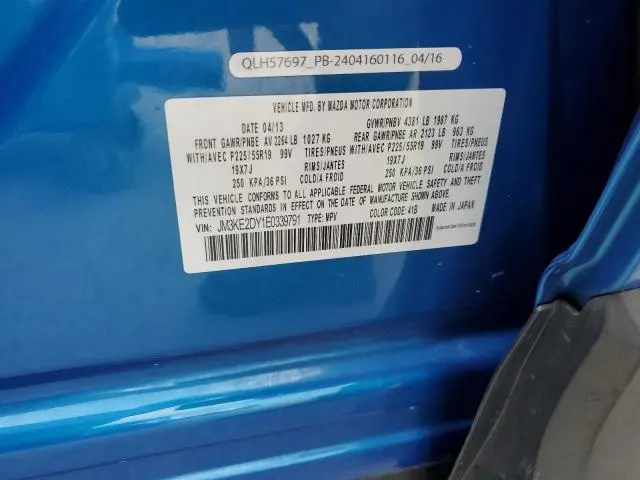 QLH57697_PB-2404160116_04/16
VEHICLE MFD. BY MAZDA MOTOR CORPORATION
DATE 04/13 GVWR/PNBV 4381 LB 1987 KG
FRONT GAWR/PNBE AV 2264 LB 1027 KG REAR GAWR/PNBE AR 2123 LB 963 KG
WITH/AVEC P225/55R19 99V TIRES/PNEUS WITH/AVEC P225/55R19 99V TIRES/PNEUS
19X7J RIMS/JANTES 19X7J RIMS/JANTES
250 KPA/36 PSI COLD/A FROID 250 KPA/36 PSI COLD/A FROID
THIS VEHICLE CONFORMS TO ALL APPLICABLE FEDERAL MOTOR VEHICLE SAFETY AND THEFT
PREVENTION STANDARDS IN EFFECT ON THE DATE OF MANUFACTURE SHOWN ABOVE.
VIN: JM3KE2DY1E0339791 TYPE: MPV COLOR CODE: 41B MADE IN JAPAN